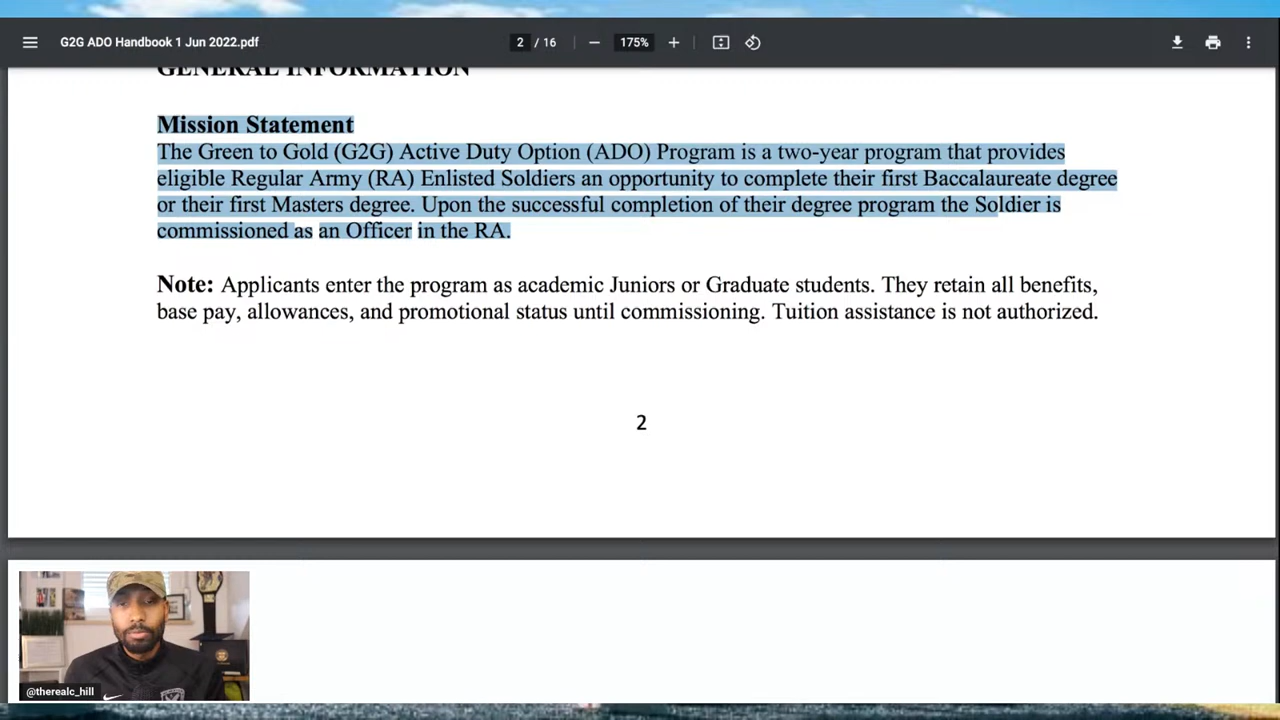 G2G ADO Handbook 1 Jun 2022.pdf
2 / 16
175%
GENERAL INFORMATION
Mission Statement
The Green to Gold (G2G) Active Duty Option (ADO) Program is a two-year program that provides
eligible Regular Army (RA) Enlisted Soldiers an opportunity to complete their first Baccalaureate degree
or their first Masters degree. Upon the successful completion of their degree program the Soldier is
commissioned as an Officer in the RA.
Note: Applicants enter the program as academic Juniors or Graduate students. They retain all benefits,
base pay, allowances, and promotional status until commissioning. Tuition assistance is not authorized.
2
@therealc_hill